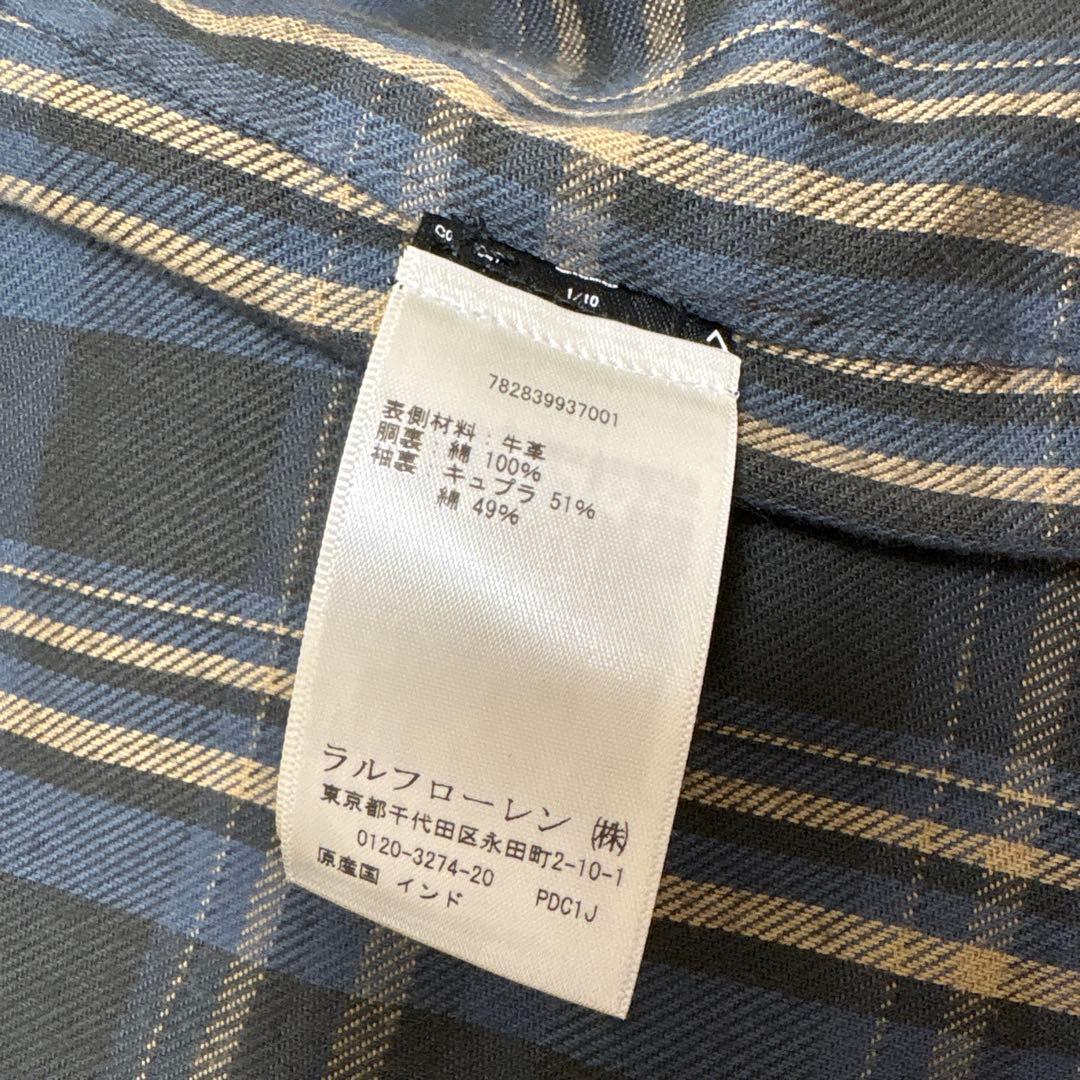 1/10
782839937001
表側材料：牛革
胴裏 綿 100%
袖裏 キュプラ 51%
綿 49%
ラルフローレン ㈱
東京都千代田区永田町2-10-1
0120-3274-20 PDC1J
原産国 インド